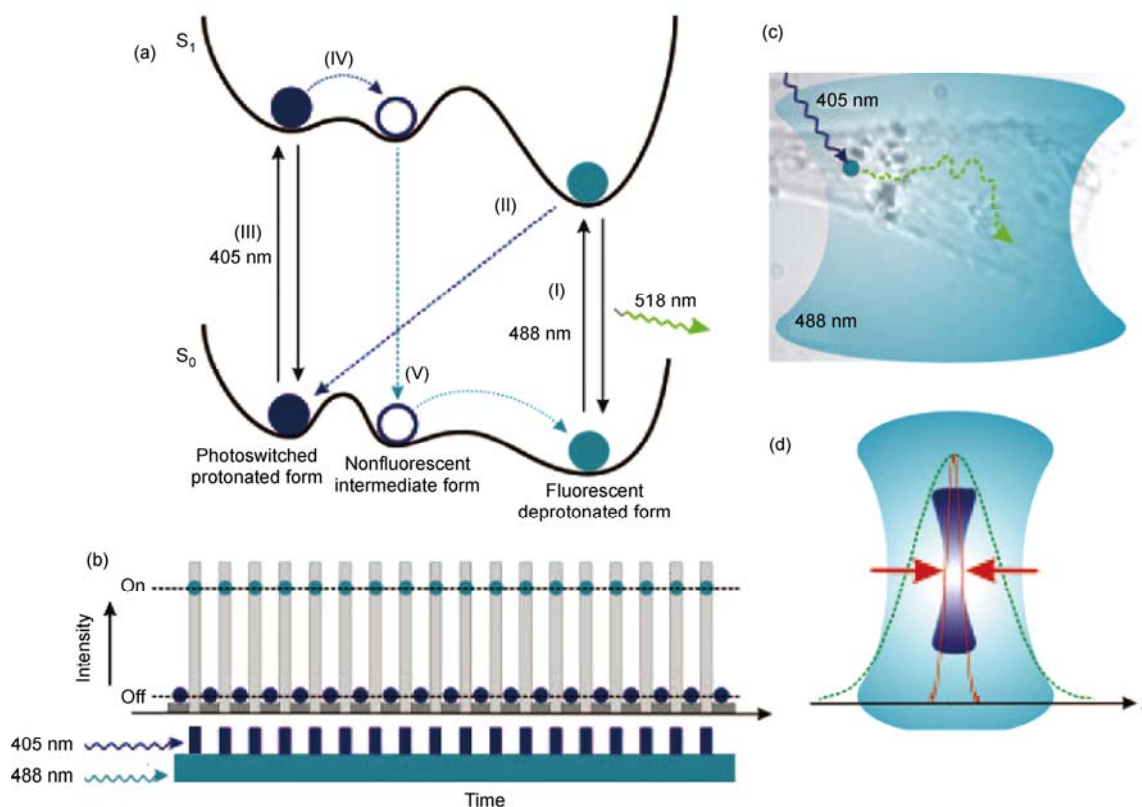 (a)
S1
(IV)
(II)
(III)
405 nm
(I)
488 nm
518 nm
S0
(V)
Photoswitched
protonated form
Nonfluorescent
intermediate form
Fluorescent
deprotonated form
(b)
On
Intensity
Off
405 nm
488 nm
Time
(c)
405 nm
488 nm
(d)